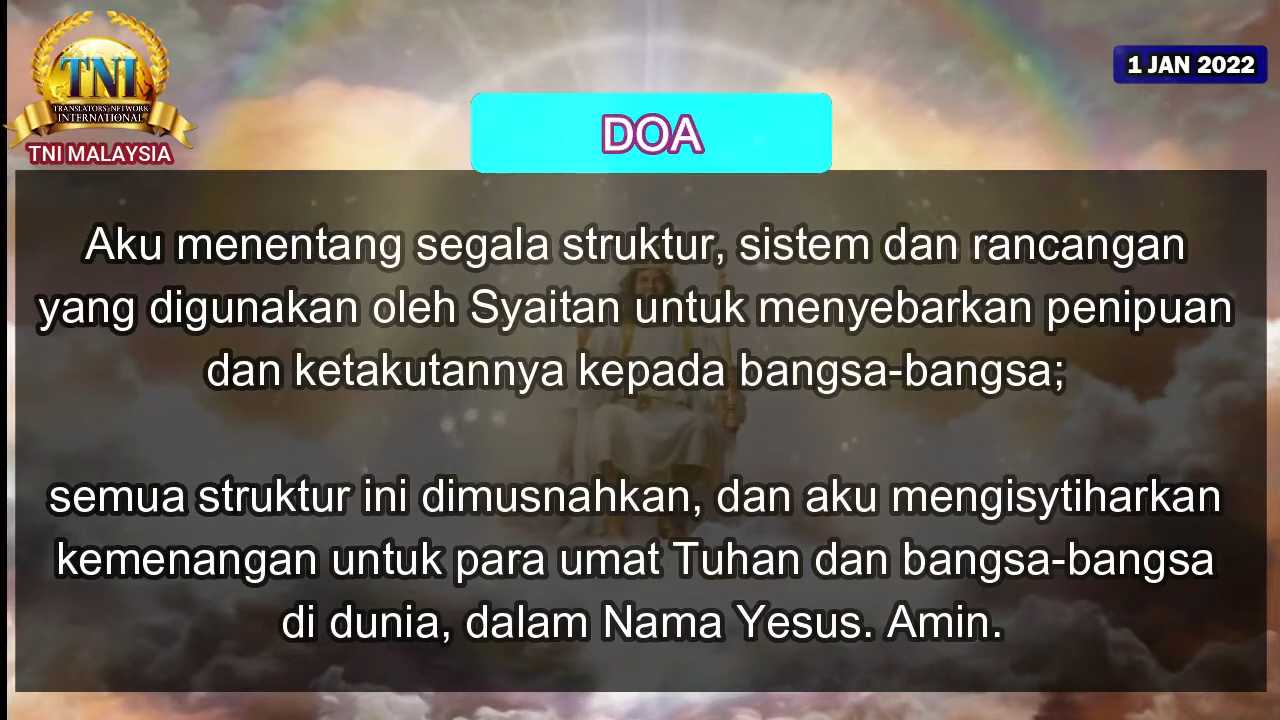 TNI
TRANSLATORS' NETWORK
INTERNATIONAL
TNI MALAYSIA
1 JAN 2022
DOA
Aku menentang segala struktur, sistem dan rancangan
yang digunakan oleh Syaitan untuk menyebarkan penipuan
dan ketakutannya kepada bangsa-bangsa;
semua struktur ini dimusnahkan, dan aku mengisytiharkan
kemenangan untuk para umat Tuhan dan bangsa-bangsa
di dunia, dalam Nama Yesus. Amin.